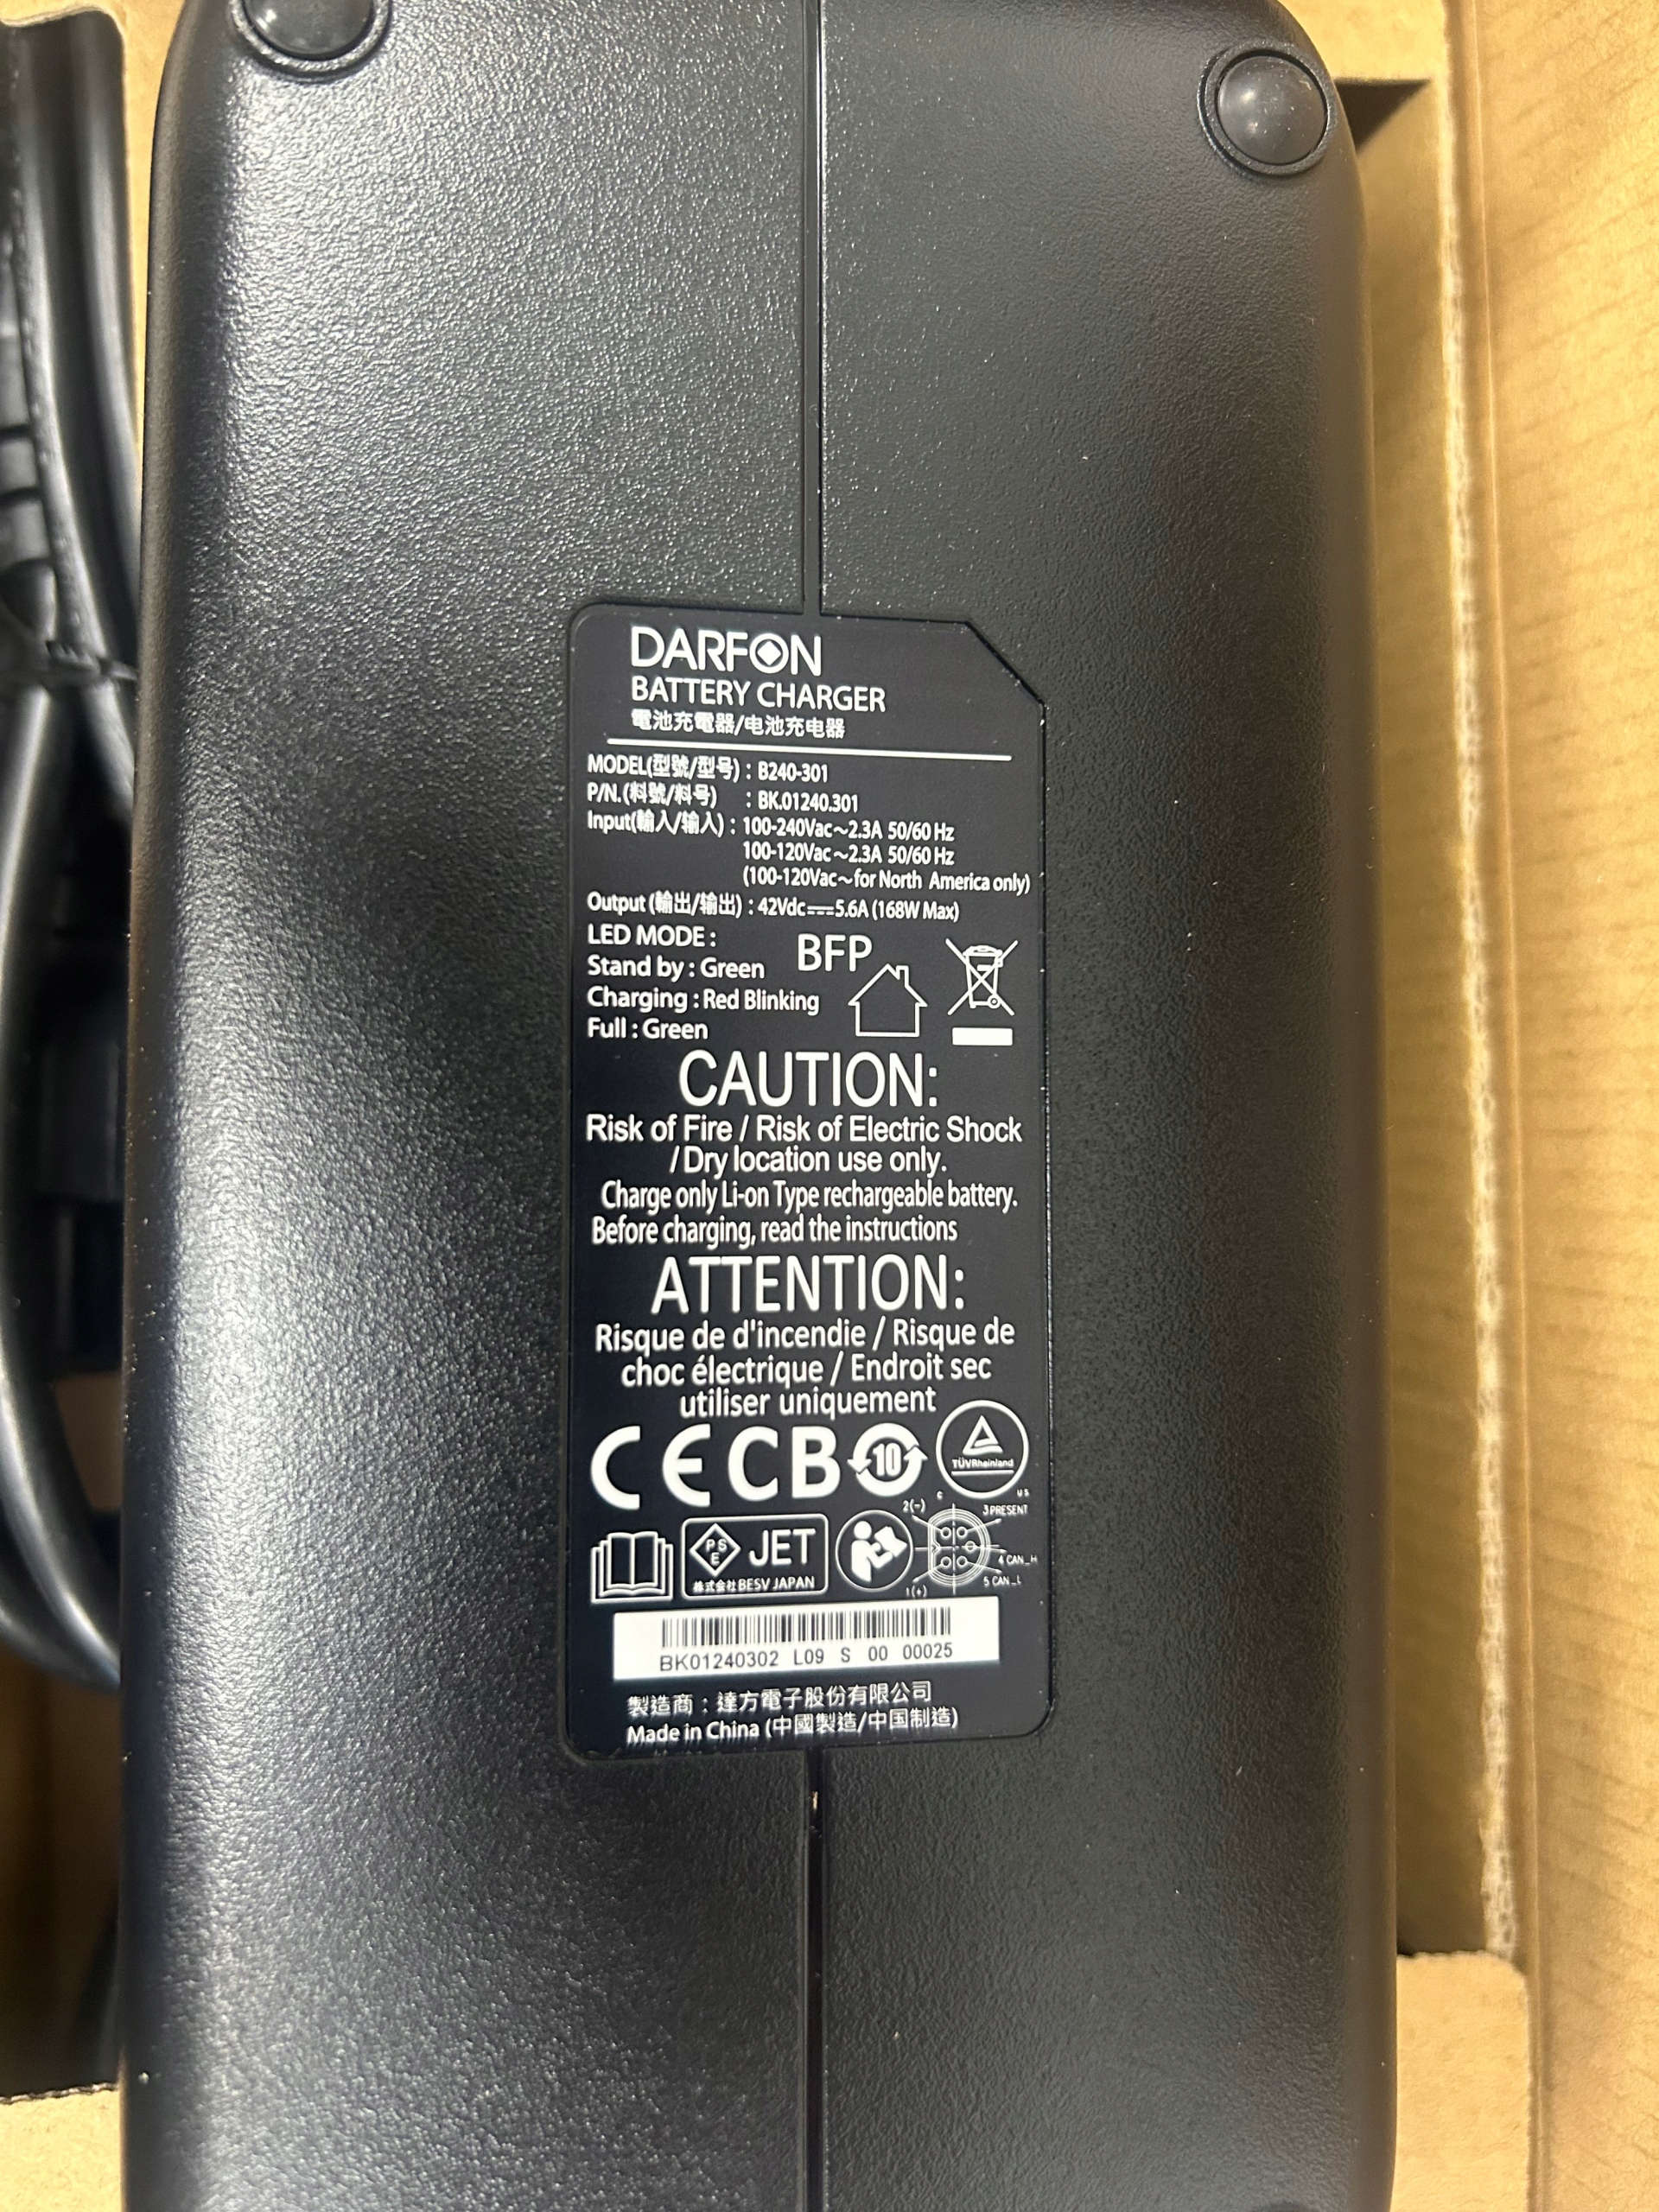 DARFON
BATTERY CHARGER
電池充電器/电池充电器
MODEL(型號/型号) : B240-301
P/N.(料號/料号) : BK.01240.301
Input(輸入/输入) : 100-240Vac~2.3A 50/60 Hz
100-120Vac ~2.3A 50/60 Hz
(100-120Vac~for North America only)
Output (輸出/输出) : 42Vdc⎓5.6A (168W Max)
LED MODE :
Stand by : Green
Charging : Red Blinking
Full : Green
BFP
CAUTION:
Risk of Fire / Risk of Electric Shock
/ Dry location use only.
Charge only Li-on Type rechargeable battery.
Before charging, read the instructions
ATTENTION:
Risque de d'incendie / Risque de
choc électrique / Endroit sec
utiliser uniquement
CE CB 10 TÜVRheinland
c us
PSE JET
株式会社BESV JAPAN
2(-)
3 PRESENT
4 CAN_H
5 CAN_L
1(+)
BK01240302 L09 S 00 00025
製造商：達方電子股份有限公司
Made in China (中國製造/中国制造)